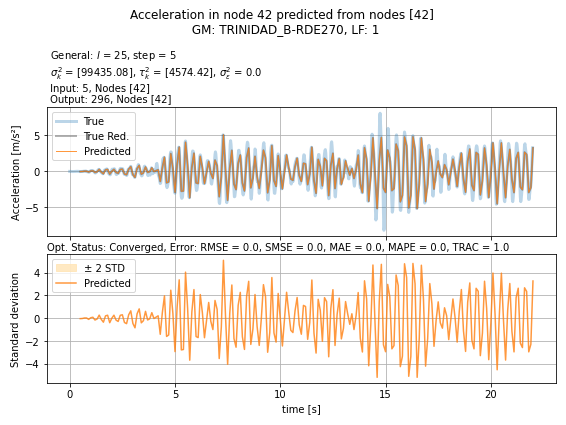 Acceleration in node 42 predicted from nodes [42]
GM: TRINIDAD_B-RDE270, LF: 1
General: l = 25, step = 5
σ²ₖ = [99435.08], τ²ₖ = [4574.42], σ²ε = 0.0
Input: 5, Nodes [42]
Output: 296, Nodes [42]
Acceleration [m/s²]
5
0
−5
True
True Red.
Predicted
Opt. Status: Converged, Error: RMSE = 0.0, SMSE = 0.0, MAE = 0.0, MAPE = 0.0, TRAC = 1.0
Standard deviation
4
2
0
−2
−4
± 2 STD
Predicted
0 5 10 15 20
time [s]